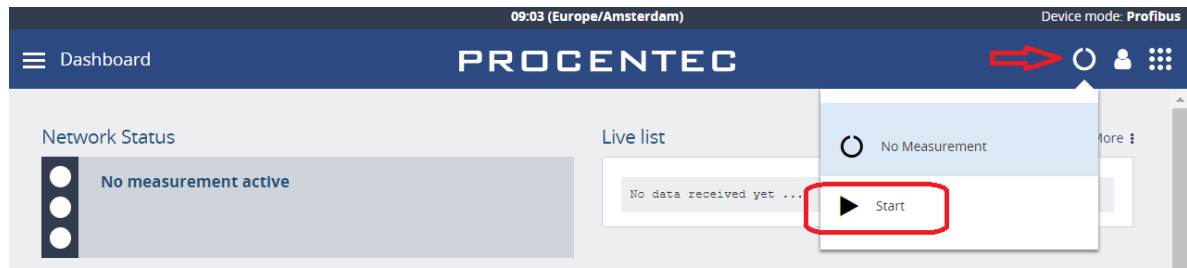 09:03 (Europe/Amsterdam) Device mode: Profibus
Dashboard PROCENTEC
Network Status Live list More
No Measurement
No measurement active
No data received yet ...
Start